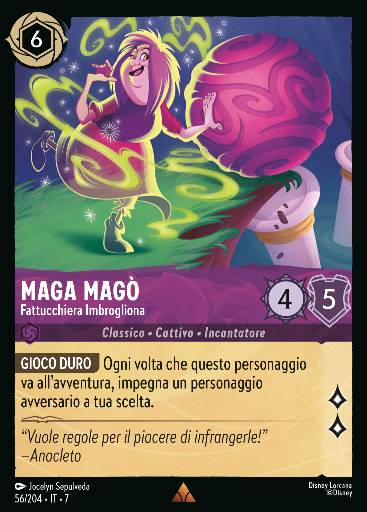 6
MAGA MAGÒ
Fattucchiera Imbrogliona
4
5
Classico • Cattivo • Incantatore
GIOCO DURO Ogni volta che questo personaggio
va all'avventura, impegna un personaggio
avversario a tua scelta.
“Vuole regole per il piacere di infrangerle!”
–Anocleto
Jocelyn Sepulveda
56/204 • IT • 7
Disney Lorcana
©Disney